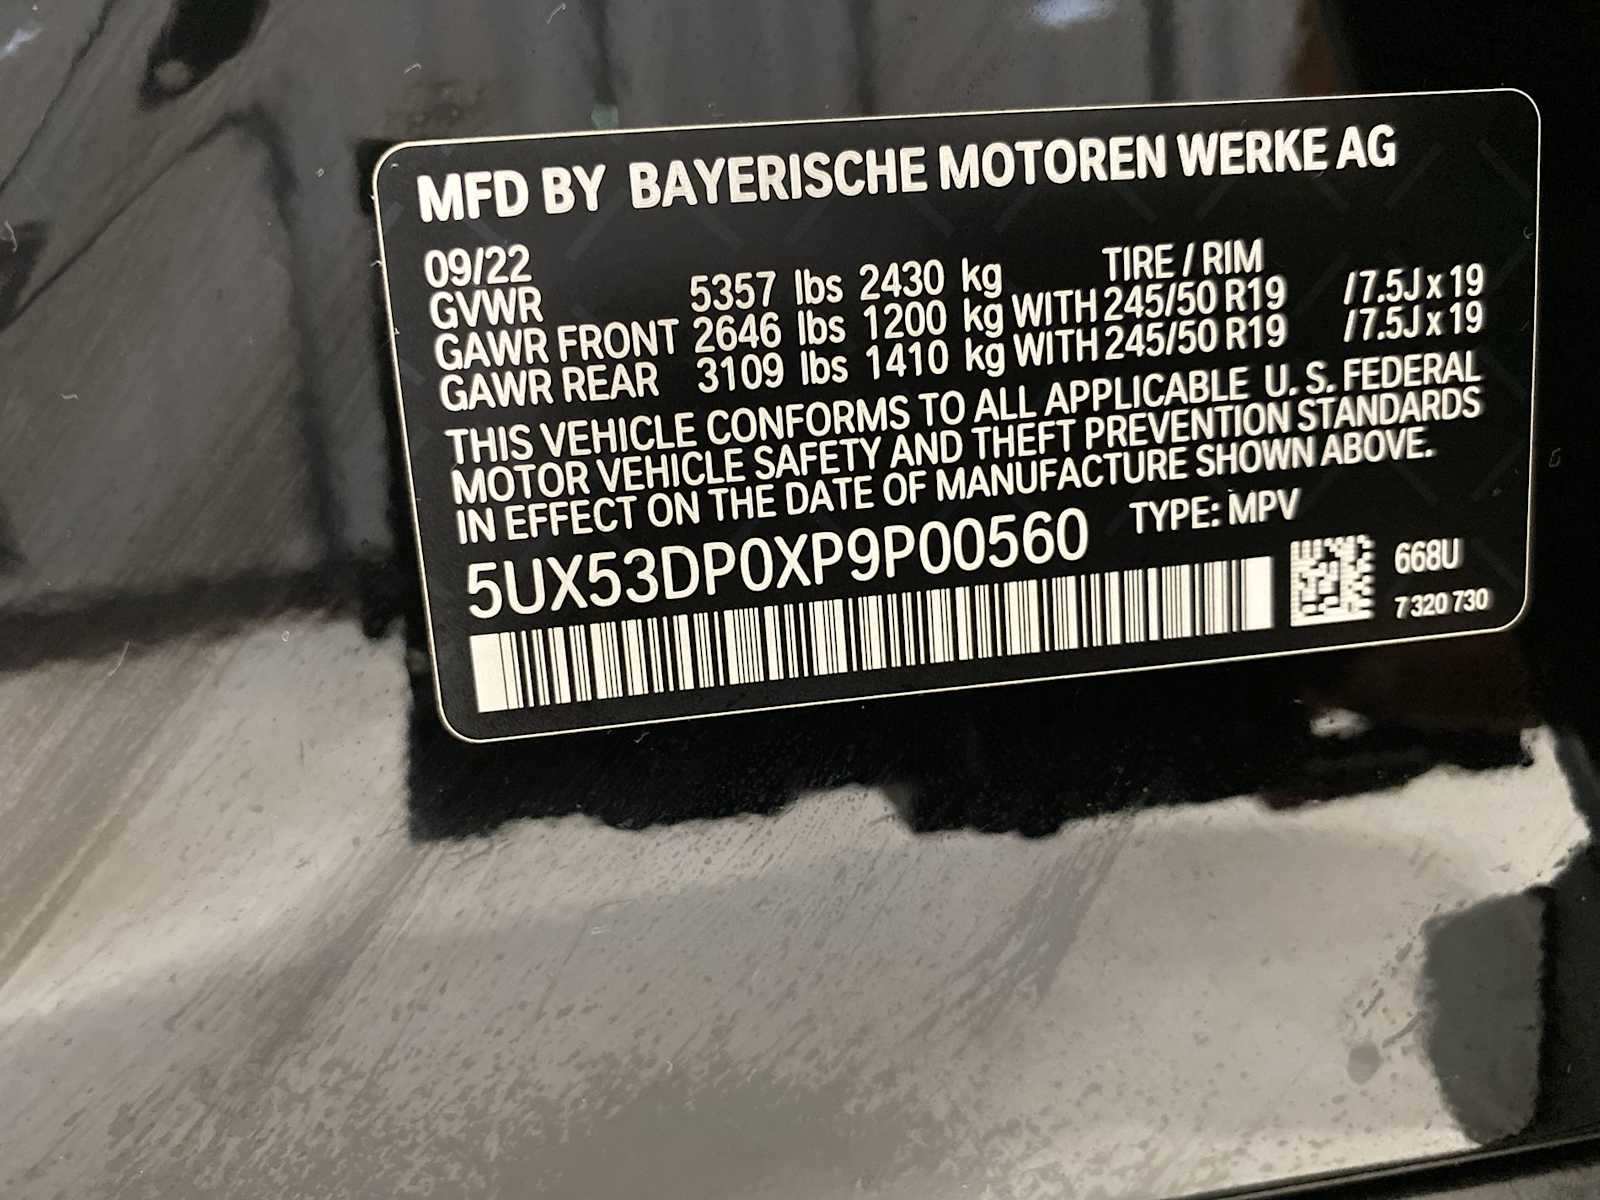 MFD BY BAYERISCHE MOTOREN WERKE AG
09/22 TIRE / RIM
GVWR 5357 lbs 2430 kg
GAWR FRONT 2646 lbs 1200 kg WITH 245/50 R19 /7.5J x 19
GAWR REAR 3109 lbs 1410 kg WITH 245/50 R19 /7.5J x 19
THIS VEHICLE CONFORMS TO ALL APPLICABLE U. S. FEDERAL
MOTOR VEHICLE SAFETY AND THEFT PREVENTION STANDARDS
IN EFFECT ON THE DATE OF MANUFACTURE SHOWN ABOVE.
5UX53DP0XP9P00560 TYPE: MPV
668U
7 320 730